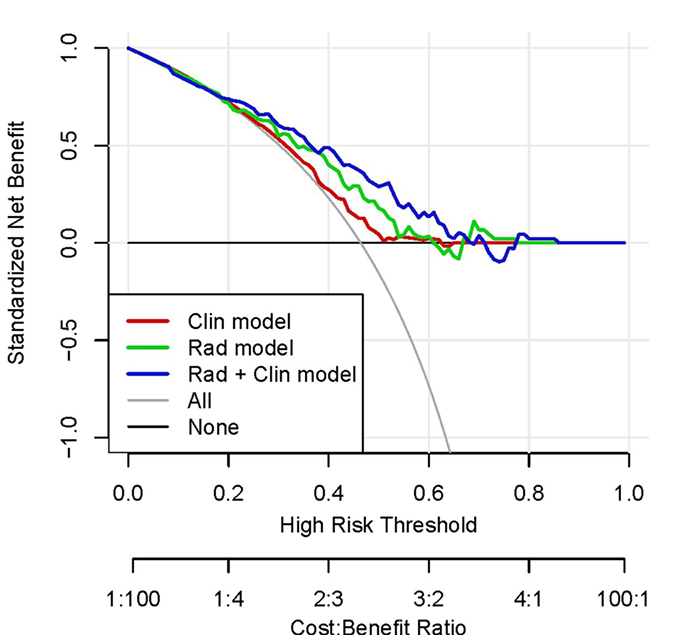 Standardized Net Benefit
1.0
0.5
0.0
−0.5
−1.0
Clin model
Rad model
Rad + Clin model
All
None
0.0 0.2 0.4 0.6 0.8 1.0
High Risk Threshold
1:100 1:4 2:3 3:2 4:1 100:1
Cost:Benefit Ratio